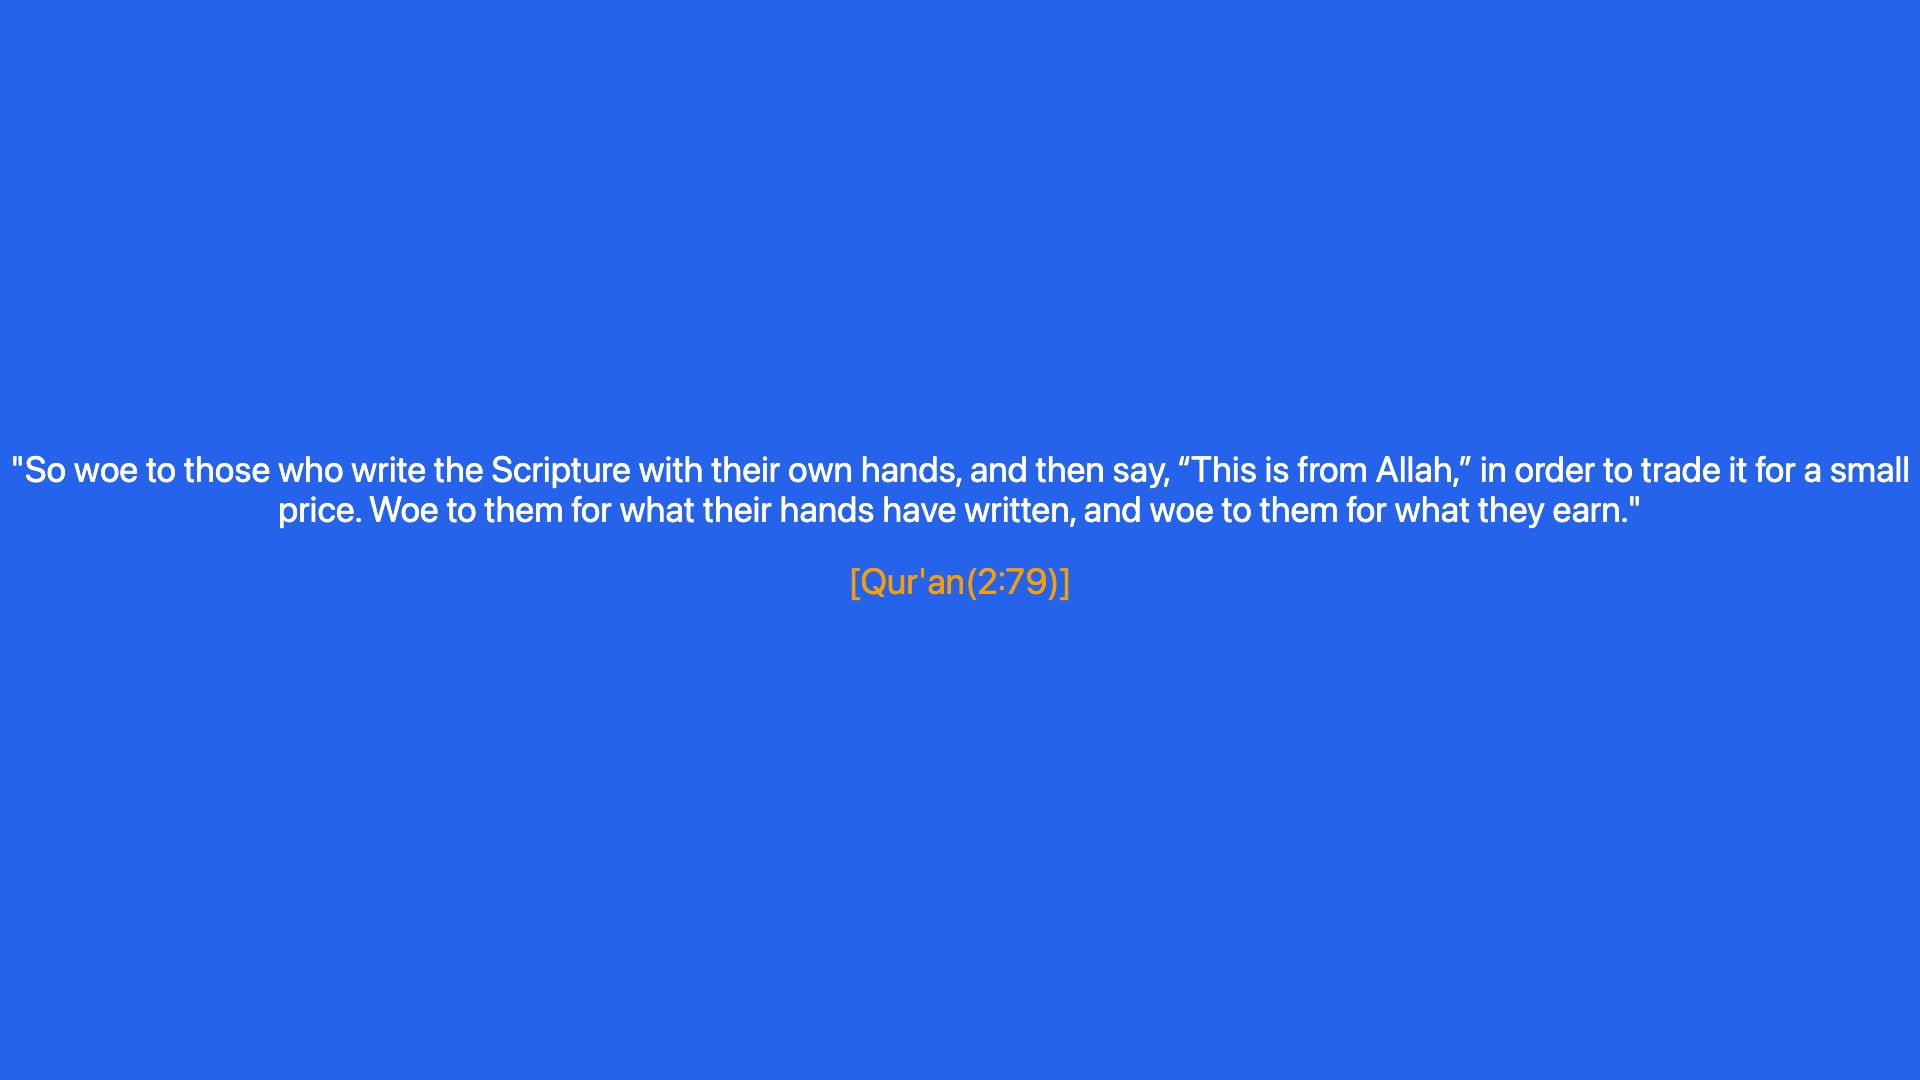 "So woe to those who write the Scripture with their own hands, and then say, “This is from Allah,” in order to trade it for a small
price. Woe to them for what their hands have written, and woe to them for what they earn."
[Qur'an(2:79)]